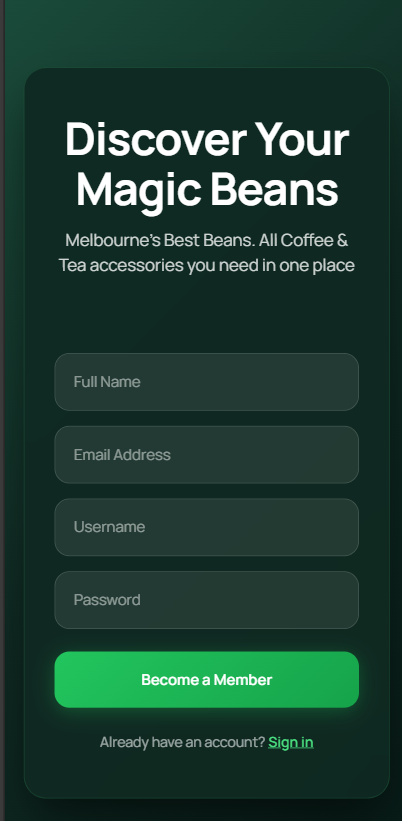 Discover Your
Magic Beans
Melbourne's Best Beans. All Coffee &
Tea accessories you need in one place
Full Name
Email Address
Username
Password
Become a Member
Already have an account? Sign in